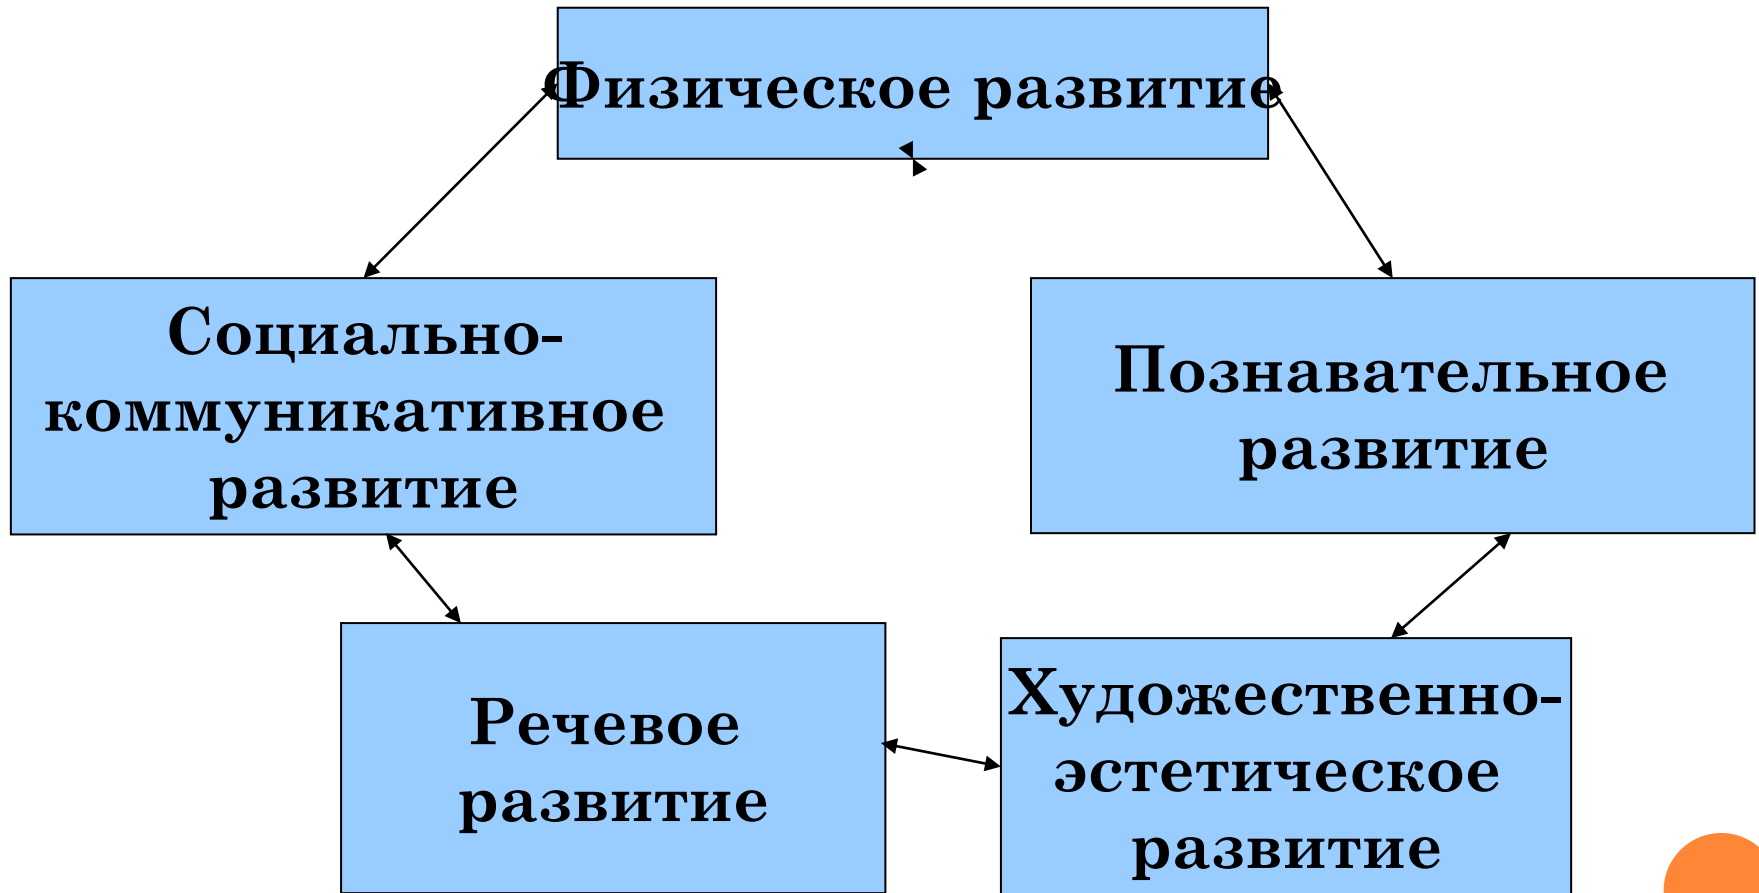 Физическое развитие
Социально-
коммуникативное
развитие
Познавательное
развитие
Речевое
развитие
Художественно-
эстетическое
развитие